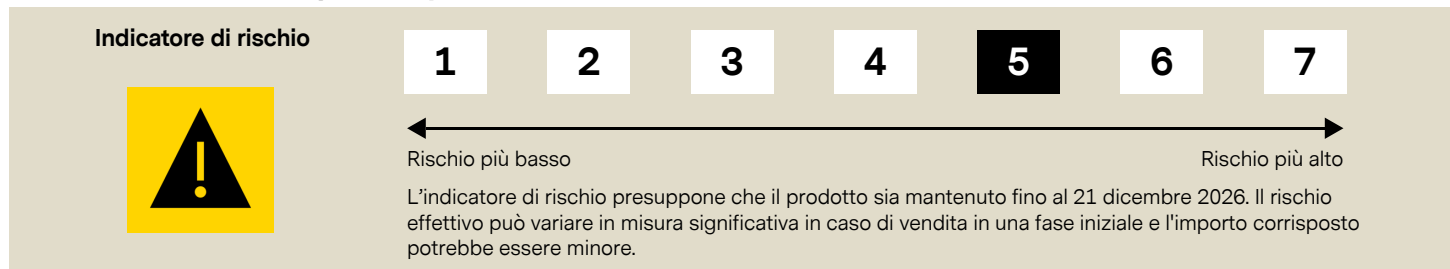 Indicatore di rischio
1 2 3 4 5 6 7
Rischio più basso Rischio più alto
L’indicatore di rischio presuppone che il prodotto sia mantenuto fino al 21 dicembre 2026. Il rischio
effettivo può variare in misura significativa in caso di vendita in una fase iniziale e l'importo corrisposto
potrebbe essere minore.